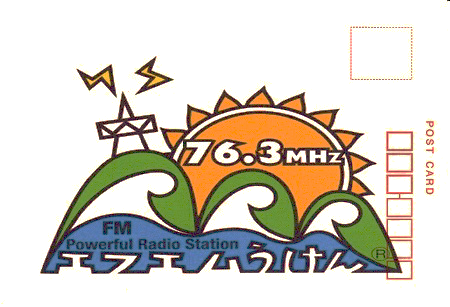 76.3MHZ
POST CARD
FM
Powerful Radio Station
エフエムうけん
®